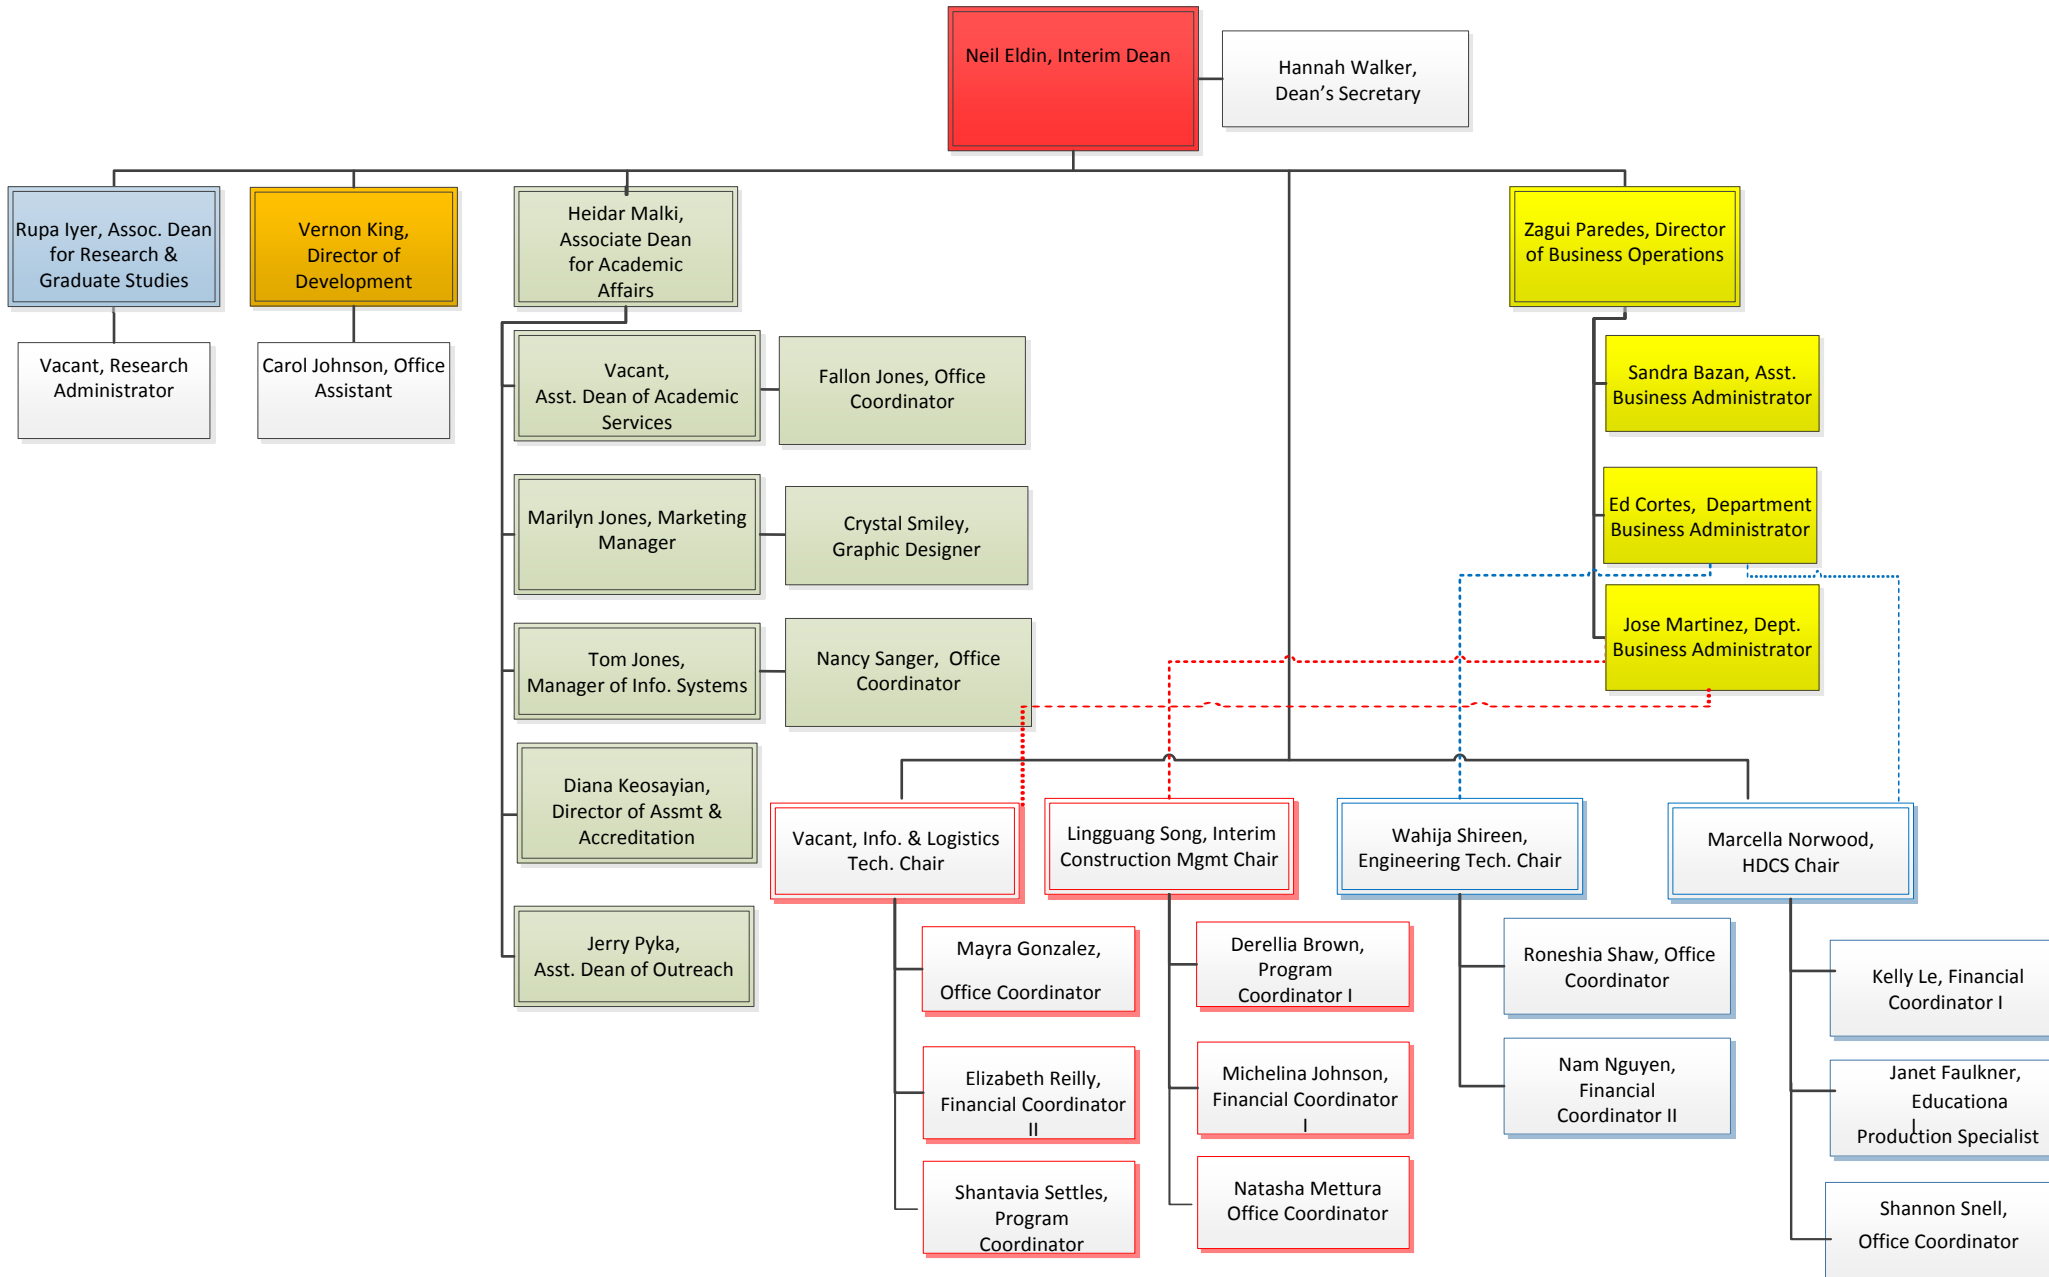 Neil Eldin, Interim Dean
Hannah Walker,
Dean's Secretary
Rupa Iyer, Assoc. Dean
for Research &
Graduate Studies
Vernon King,
Director of
Development
Heidar Malki,
Associate Dean
for Academic
Affairs
Zagui Paredes, Director
of Business Operations
Vacant, Research
Administrator
Carol Johnson, Office
Assistant
Vacant,
Asst. Dean of Academic
Services
Fallon Jones, Office
Coordinator
Sandra Bazan, Asst.
Business Administrator
Marilyn Jones, Marketing
Manager
Crystal Smiley,
Graphic Designer
Ed Cortes,  Department
Business Administrator
Tom Jones,
Manager of Info. Systems
Nancy Sanger,  Office
Coordinator
Jose Martinez, Dept.
Business Administrator
Diana Keosayian,
Director of Assmt &
Accreditation
Jerry Pyka,
Asst. Dean of Outreach
Vacant, Info. & Logistics
Tech. Chair
Lingguang Song, Interim
Construction Mgmt Chair
Wahija Shireen,
Engineering Tech. Chair
Marcella Norwood,
HDCS Chair
Mayra Gonzalez,
Office Coordinator
Elizabeth Reilly,
Financial Coordinator
II
Shantavia Settles,
Program
Coordinator
Derellia Brown,
Program
Coordinator I
Michelina Johnson,
Financial Coordinator
I
Natasha Mettura
Office Coordinator
Roneshia Shaw, Office
Coordinator
Nam Nguyen,
Financial
Coordinator II
Kelly Le, Financial
Coordinator I
Janet Faulkner,
Educationa
l
Production Specialist
Shannon Snell,
Office Coordinator